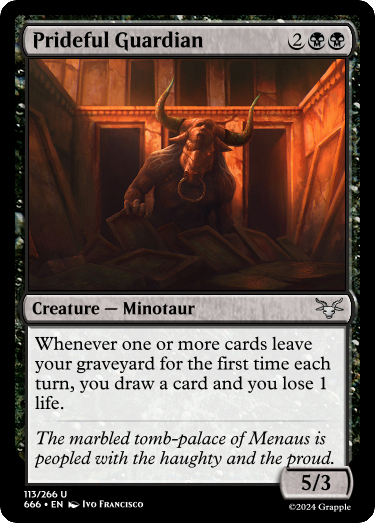 Prideful Guardian 2
Creature — Minotaur
Whenever one or more cards leave
your graveyard for the first time each
turn, you draw a card and you lose 1
life.
The marbled tomb-palace of Menaus is
peopled with the haughty and the proud.
5/3
113/266 U
666 • EN Ivo Francisco
©2024 Grapple